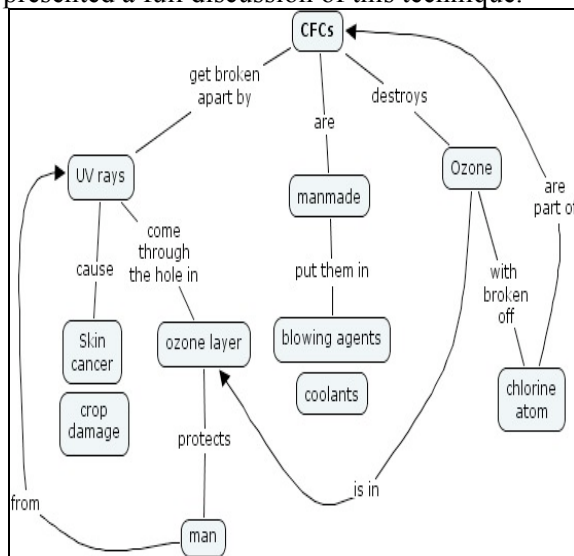 presented a full discussion of this technique.
CFCs
get broken
apart by
are
destroys
UV rays
manmade
Ozone
are
part of
come
through
the hole in
cause
put them in
with
broken
off
Skin
cancer
ozone layer
blowing agents
coolants
chlorine
atom
crop
damage
protects
from
is in
man